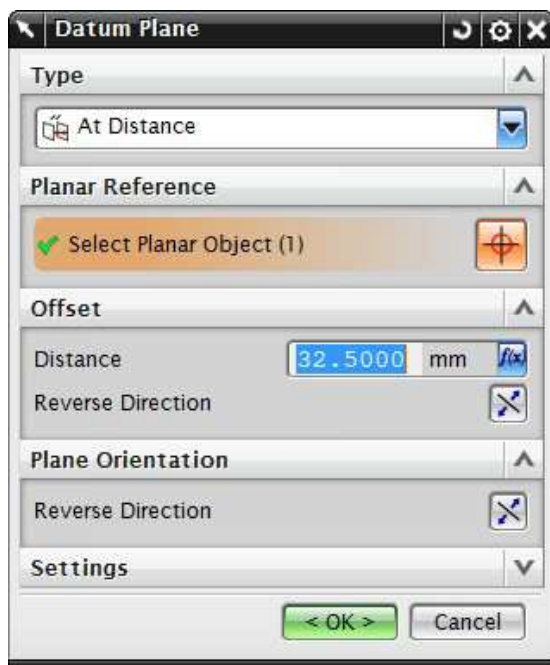 Datum Plane
Type
At Distance
Planar Reference
Select Planar Object (1)
Offset
Distance 32.5000 mm f(x)
Reverse Direction
Plane Orientation
Reverse Direction
Settings
< OK > Cancel